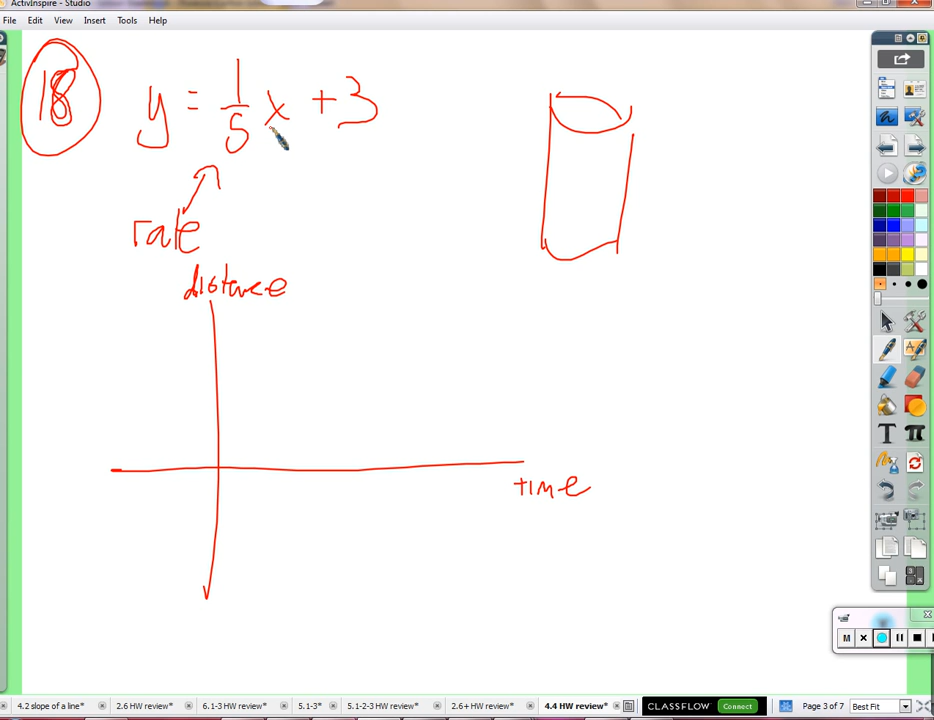 ActivInspire - Studio
File Edit View Insert Tools Help
18
y = 1/5 x + 3
rate
distance
time
M
4.2 slope of a line* 2.6 HW review* 6.1-3 HW review* 5.1-3* 5.1-2-3 HW review* 2.6+ HW review* 4.4 HW review* CLASSFLOW Connect Page 3 of 7 Best Fit